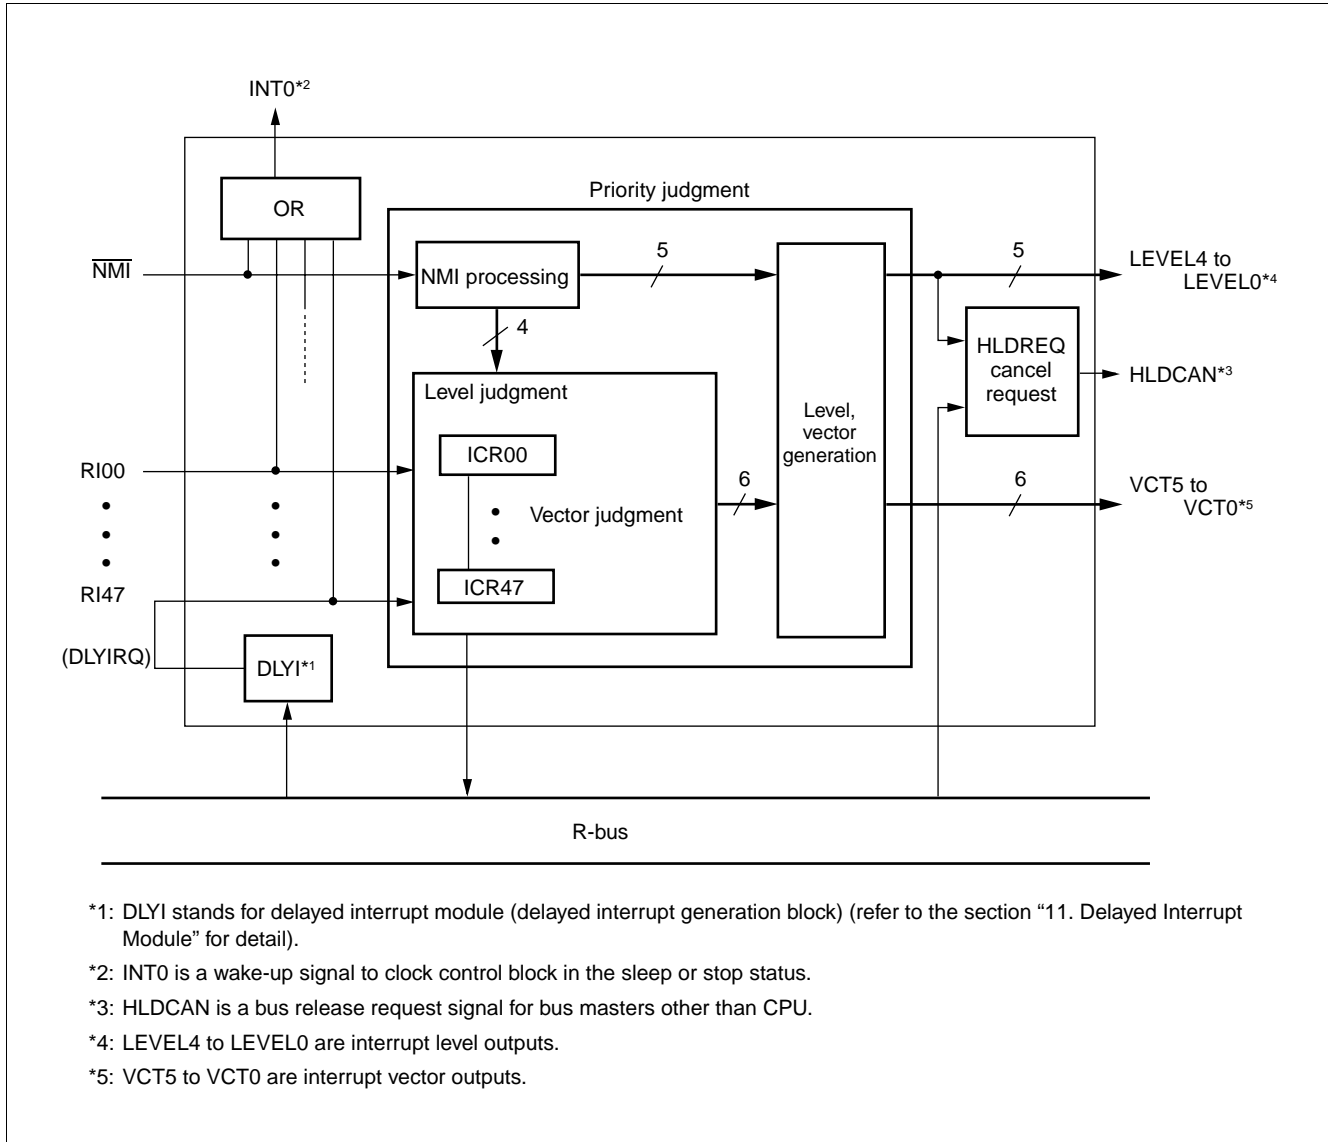 INT0*2
OR
Priority judgment
NMI
NMI processing
5
5
LEVEL4 to
LEVEL0*4
4
HLDREQ
cancel
request
HLDCAN*3
Level judgment
Level,
vector
generation
RI00
ICR00
6
6
VCT5 to
VCT0*5
Vector judgment
RI47
ICR47
(DLYIRQ)
DLYI*1
R-bus
*1: DLYI stands for delayed interrupt module (delayed interrupt generation block) (refer to the section “11. Delayed Interrupt
Module” for detail).
*2: INT0 is a wake-up signal to clock control block in the sleep or stop status.
*3: HLDCAN is a bus release request signal for bus masters other than CPU.
*4: LEVEL4 to LEVEL0 are interrupt level outputs.
*5: VCT5 to VCT0 are interrupt vector outputs.